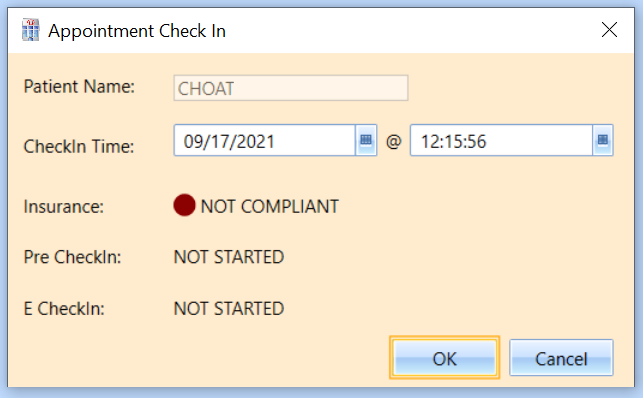 Appointment Check In
Patient Name: CHOAT
CheckIn Time: 09/17/2021 @ 12:15:56
Insurance: NOT COMPLIANT
Pre CheckIn: NOT STARTED
E CheckIn: NOT STARTED
OK Cancel